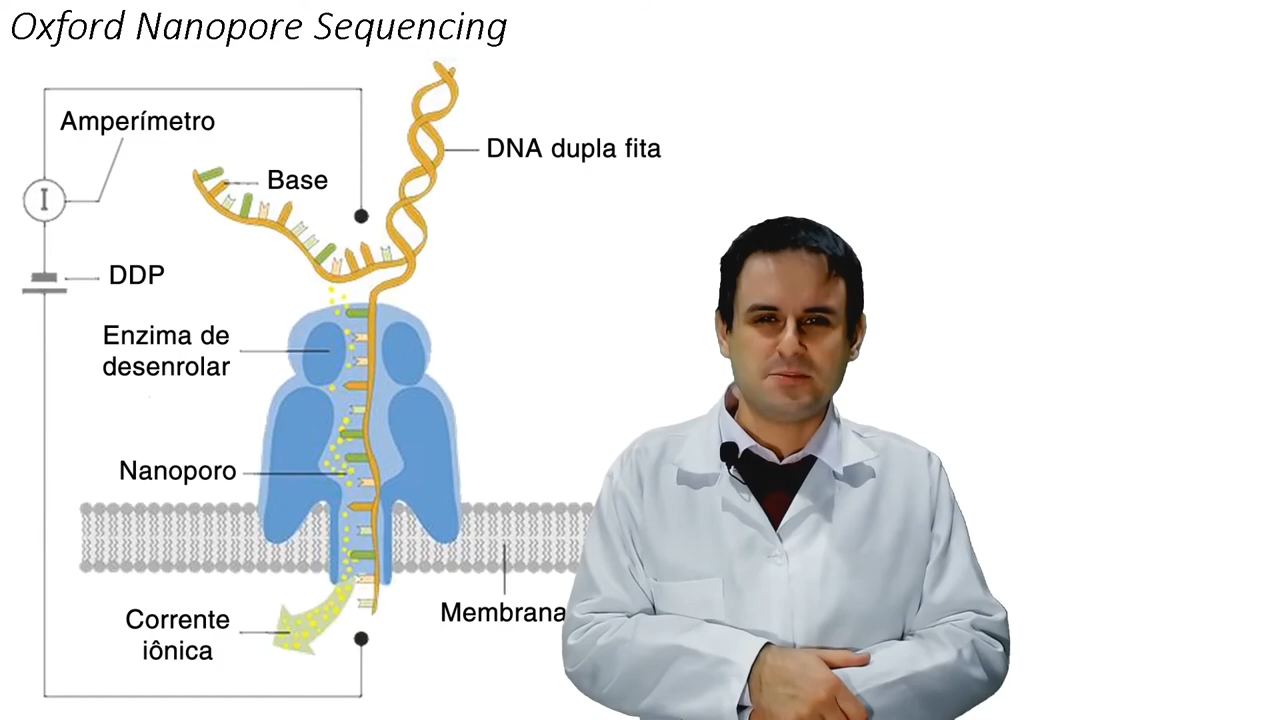 Oxford Nanopore Sequencing
Amperímetro
DNA dupla fita
Base
I
DDP
Enzima de
desenrolar
Nanoporo
Membrana
Corrente
iônica